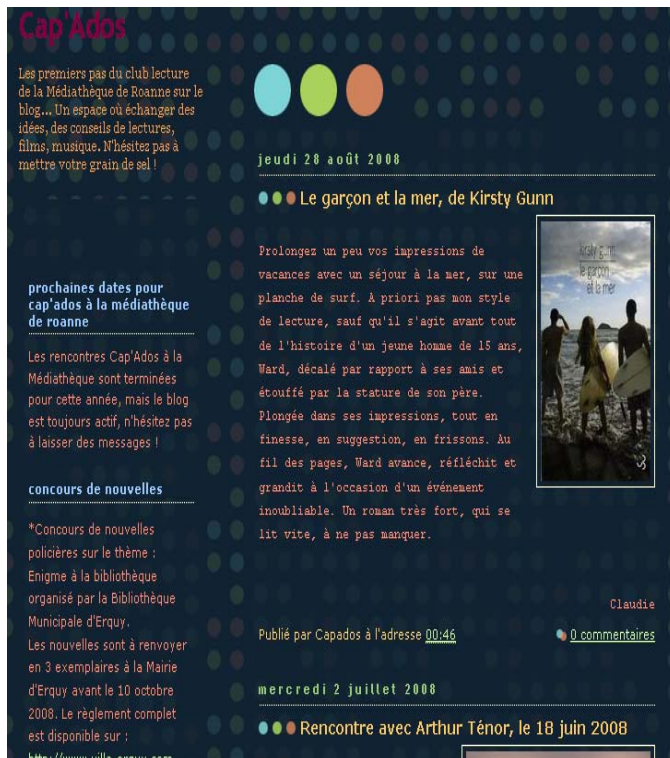 Cap'Ados
Les premiers pas du club lecture
de la Médiathèque de Roanne sur le
blog... Un espace où échanger des
idées, des conseils de lectures,
films, musique. N'hésitez pas à
mettre votre grain de sel !
prochaines dates pour
cap'ados à la médiathèque
de roanne
Les rencontres Cap'Ados à la
Médiathèque sont terminées
pour cette année, mais le blog
est toujours actif, n'hésitez pas
à laisser des messages !
concours de nouvelles
*Concours de nouvelles
policières sur le thème :
Enigme à la bibliothèque
organisé par la Bibliothèque
Municipale d'Erquy.
Les nouvelles sont à renvoyer
en 3 exemplaires à la Mairie
d'Erquy avant le 10 octobre
2008. Le règlement complet
est disponible sur :
jeudi 28 août 2008
Le garçon et la mer, de Kirsty Gunn
Prolongez un peu vos impressions de
vacances avec un séjour à la mer, sur une
planche de surf. A priori pas mon style
de lecture, sauf qu'il s'agit avant tout
de l'histoire d'un jeune homme de 15 ans,
Ward, décalé par rapport à ses amis et
étouffé par la stature de son père.
Plongée dans ses impressions, tout en
finesse, en suggestion, en frissons. Au
fil des pages, Ward avance, réfléchit et
grandit à l'occasion d'un événement
inoubliable. Un roman très fort, qui se
lit vite, à ne pas manquer.
kirsty gunn
le garçon
et la mer
Claudie
Publié par Capados à l'adresse 00:46
0 commentaires
mercredi 2 juillet 2008
Rencontre avec Arthur Ténor, le 18 juin 2008